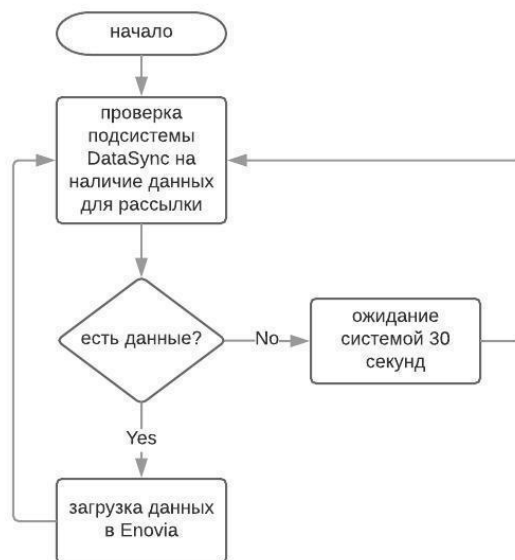 начало
проверка
подсистемы
DataSync на
наличие данных
для рассылки
есть данные?
No
ожидание
системой 30
секунд
Yes
загрузка данных
в Enovia